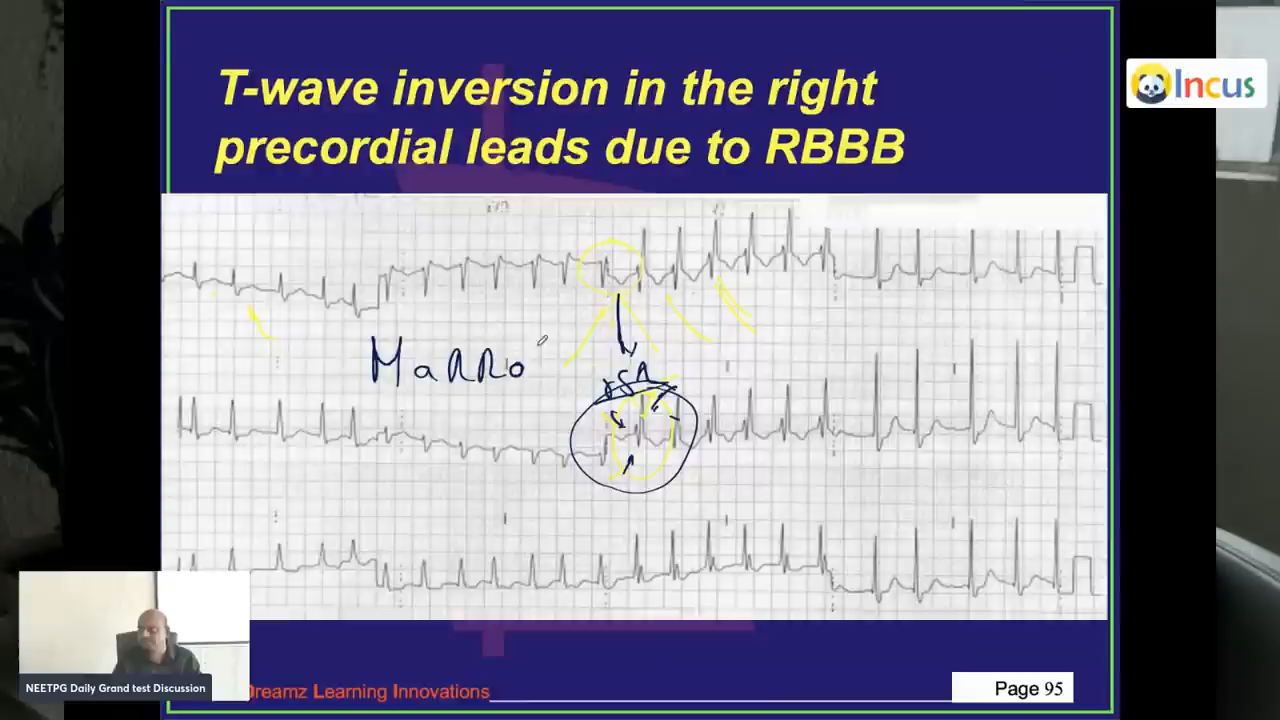 T-wave inversion in the right
precordial leads due to RBBB
Incus
MaRRo
rSR
NEETPG Daily Grand test Discussion
Dreamz Learning Innovations
Page 95